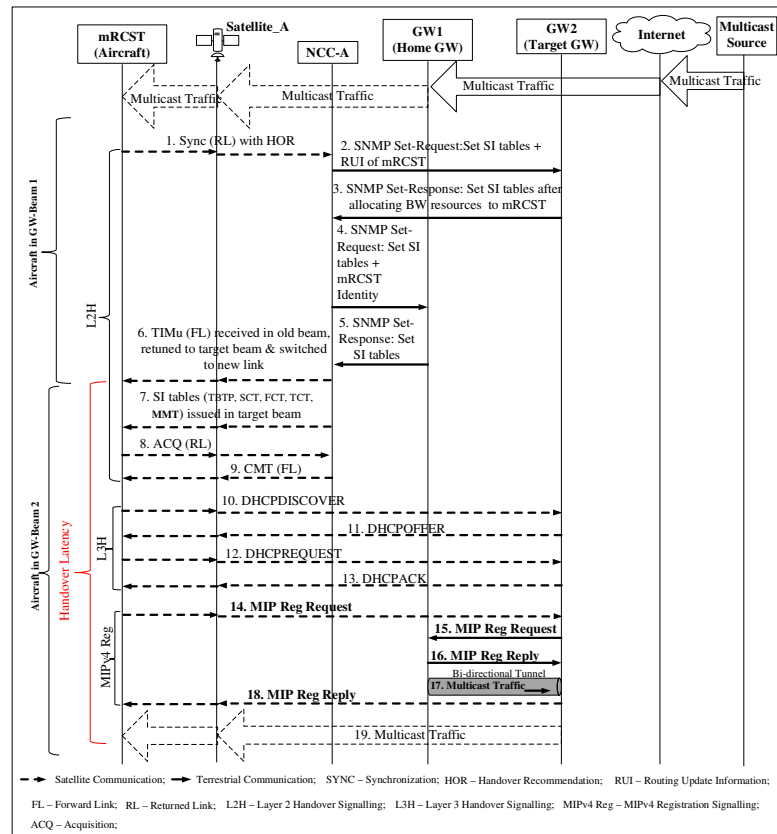 mRCST
(Aircraft)
Satellite_A
NCC-A
GW1
(Home GW)
GW2
(Target GW)
Internet
Multicast
Source
Multicast Traffic
Multicast Traffic
Multicast Traffic
Multicast Traffic
Aircraft in GW-Beam 1
L2H
1. Sync (RL) with HOR
2. SNMP Set-Request:Set SI tables +
RUI of mRCST
3. SNMP Set-Response: Set SI tables after
allocating BW resources to mRCST
4. SNMP Set-
Request: Set SI
tables +
mRCST
Identity
5. SNMP Set-
Response: Set
SI tables
6. TIMu (FL) received in old beam,
retuned to target beam & switched
to new link
7. SI tables (TBTP, SCT, FCT, TCT,
MMT) issued in target beam
8. ACQ (RL)
9. CMT (FL)
Aircraft in GW-Beam 2
Handover Latency
L3H
10. DHCPDISCOVER
11. DHCPOFFER
12. DHCPREQUEST
13. DHCPACK
MIPv4 Reg
14. MIP Reg Request
15. MIP Reg Request
16. MIP Reg Reply
Bi-directional Tunnel
17. Multicast Traffic
18. MIP Reg Reply
19. Multicast Traffic
Satellite Communication; Terrestrial Communication; SYNC – Synchronization; HOR – Handover Recommendation; RUI – Routing Update Information;
FL – Forward Link; RL – Returned Link; L2H – Layer 2 Handover Signalling; L3H – Layer 3 Handover Signalling; MIPv4 Reg – MIPv4 Registration Signalling;
ACQ – Acquisition;